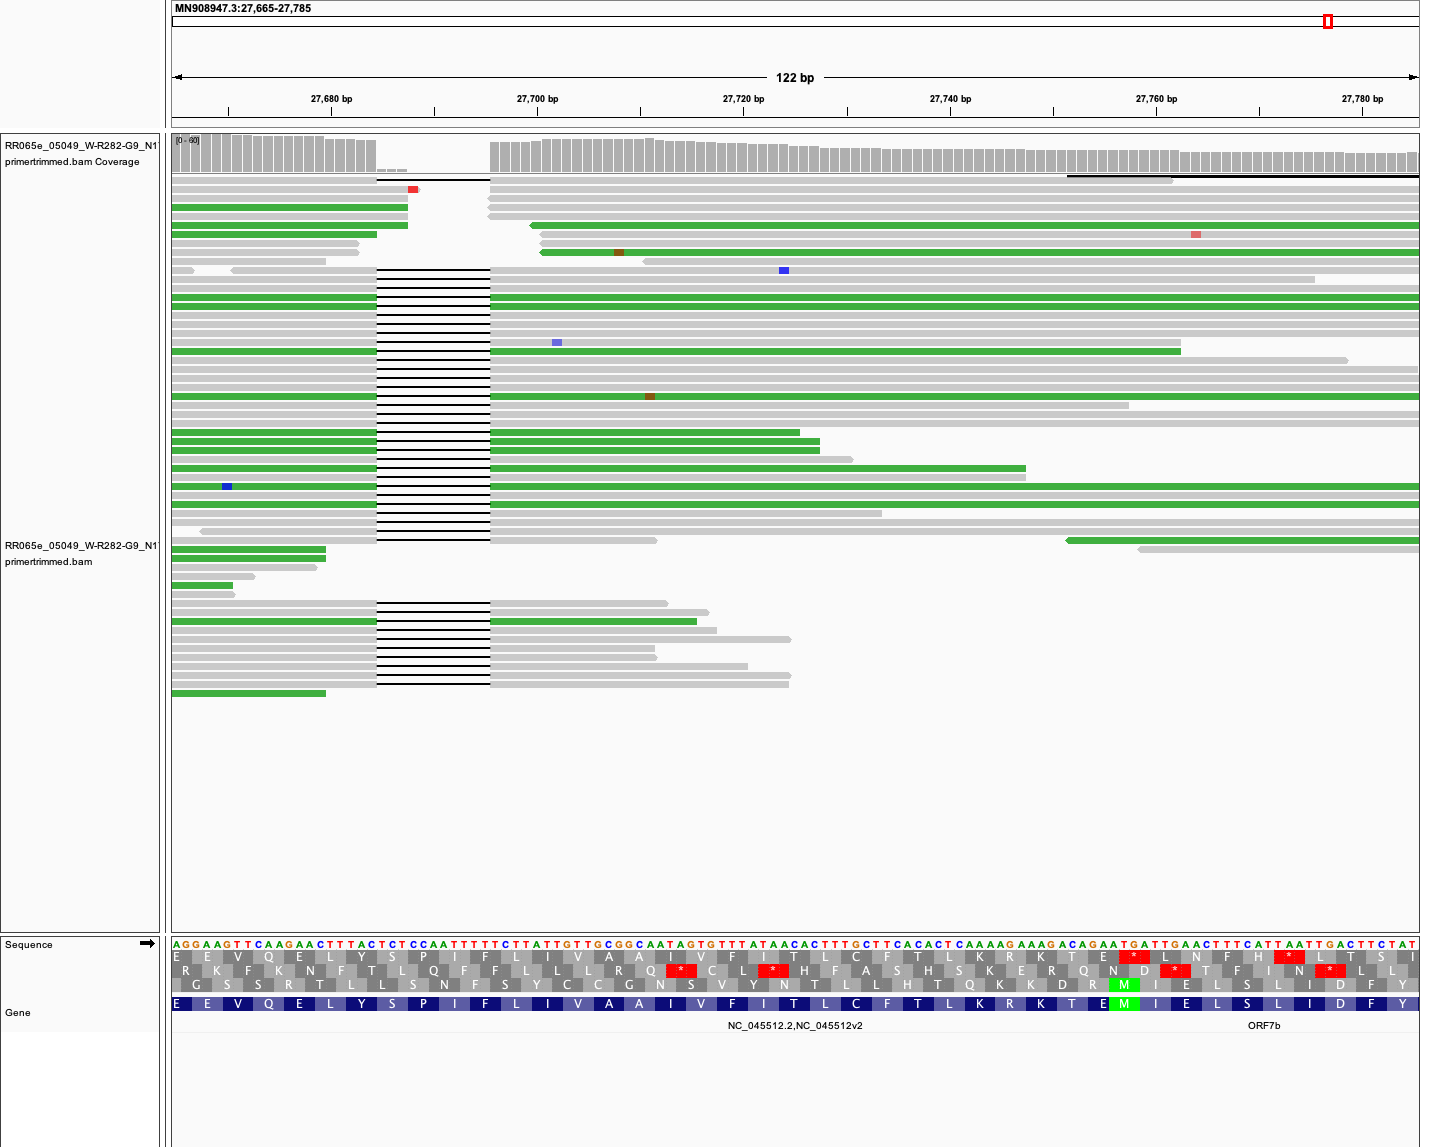 MN908947.3:27,665-27,785
122 bp
27,680 bp 27,700 bp 27,720 bp 27,740 bp 27,760 bp 27,780 bp
RR065e_05049_W-R282-G9_N1
primertrimmed.bam Coverage
[0 - 60]
RR065e_05049_W-R282-G9_N1
primertrimmed.bam
Sequence
AGGAAGTTCAAGAACTTTACTCTCCAATTTTTCTTATTGTTGCGGCAATAGTGTTTATAACACTTTGCTTCACACTCAAAAGAAAGACAGAATGATTGAACTTTCATTAATTGACTTCTAT
E E V Q E L Y S P I F L I V A A I V F I T L C F T L K R K T E * L N F H * L T S I
R K F K N F T L Q F F L L L R Q * C L * H F A S H S K E R Q N D * T F I N * L L
G S S R T L L S N F S Y C C G N S V Y N T L L H T Q K K D R M I E L S L I D F Y
Gene
E E V Q E L Y S P I F L I V A A I V F I T L C F T L K R K T E M I E L S L I D F Y
NC_045512.2,NC_045512v2 ORF7b